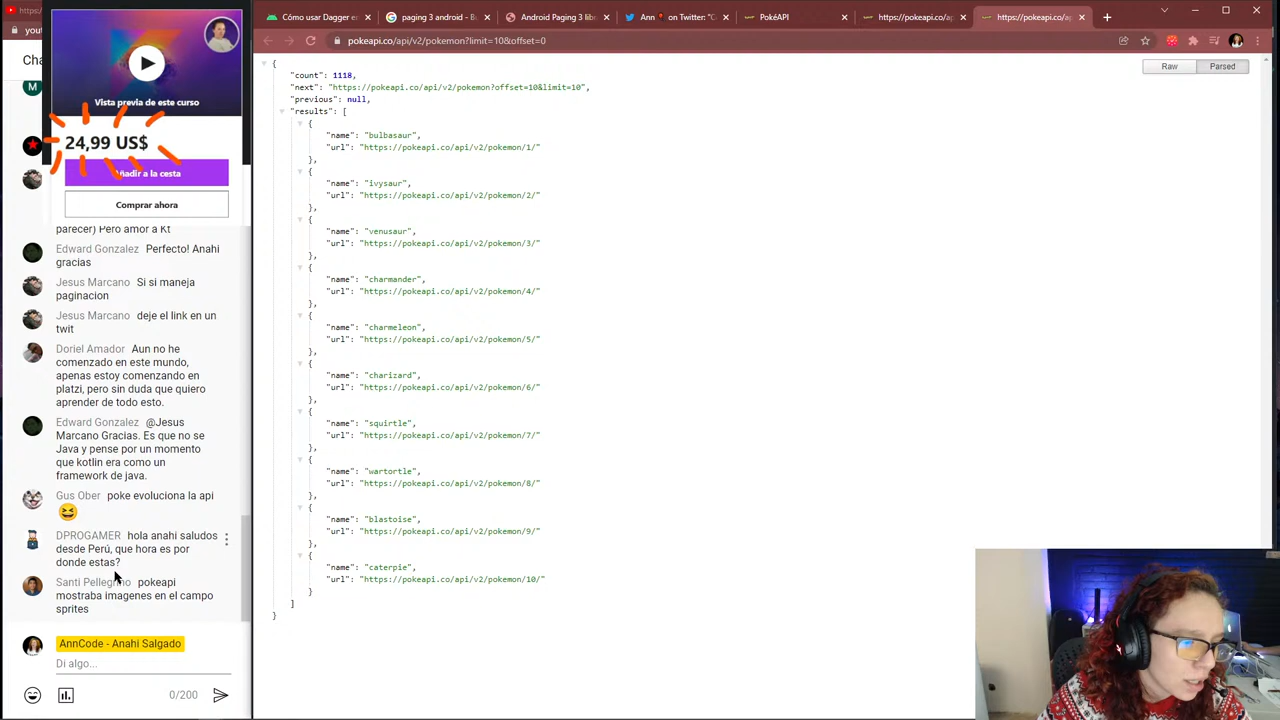 https:/
you
Cha
Vista previa de este curso
24,99 US$
Añadir a la cesta
Comprar ahora
M
parecer) Pero amor a Kt
Edward Gonzalez Perfecto! Anahi
gracias
Jesus Marcano Si si maneja
paginacion
Jesus Marcano deje el link en un
twit
Doriel Amador Aun no he
comenzado en este mundo,
apenas estoy comenzando en
platzi, pero sin duda que quiero
aprender de todo esto.
Edward Gonzalez @Jesus
Marcano Gracias. Es que no se
Java y pense por un momento
que kotlin era como un
framework de java.
Gus Ober poke evoluciona la api
DPROGAMER hola anahi saludos
desde Perú, que hora es por
donde estas?
Santi Pellegrino pokeapi
mostraba imagenes en el campo
sprites
AnnCode - Anahi Salgado
Di algo...
0/200
Cómo usar Dagger e
paging 3 android - Bu
Android Paging 3 libr
Ann on Twitter: "C
PokéAPI
https://pokeapi.co/ap
https://pokeapi.co/ap
pokeapi.co/api/v2/pokemon?limit=10&offset=0
Raw
Parsed
{
"count": 1118,
"next": "https://pokeapi.co/api/v2/pokemon?offset=10&limit=10",
"previous": null,
"results": [
{
"name": "bulbasaur",
"url": "https://pokeapi.co/api/v2/pokemon/1/"
},
{
"name": "ivysaur",
"url": "https://pokeapi.co/api/v2/pokemon/2/"
},
{
"name": "venusaur",
"url": "https://pokeapi.co/api/v2/pokemon/3/"
},
{
"name": "charmander",
"url": "https://pokeapi.co/api/v2/pokemon/4/"
},
{
"name": "charmeleon",
"url": "https://pokeapi.co/api/v2/pokemon/5/"
},
{
"name": "charizard",
"url": "https://pokeapi.co/api/v2/pokemon/6/"
},
{
"name": "squirtle",
"url": "https://pokeapi.co/api/v2/pokemon/7/"
},
{
"name": "wartortle",
"url": "https://pokeapi.co/api/v2/pokemon/8/"
},
{
"name": "blastoise",
"url": "https://pokeapi.co/api/v2/pokemon/9/"
},
{
"name": "caterpie",
"url": "https://pokeapi.co/api/v2/pokemon/10/"
}
]
}